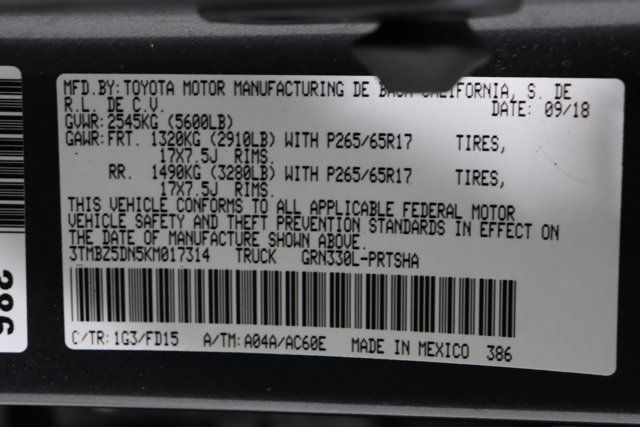 MFD.BY: TOYOTA MOTOR MANUFACTURING DE BAJA CALIFORNIA, S. DE
R.L. DE C.V. DATE: 09/18
GVWR: 2545KG (5600LB)
GAWR: FRT. 1320KG (2910LB) WITH P265/65R17 TIRES,
17X7.5J RIMS.
RR. 1490KG (3280LB) WITH P265/65R17 TIRES,
17X7.5J RIMS.
THIS VEHICLE CONFORMS TO ALL APPLICABLE FEDERAL MOTOR
VEHICLE SAFETY AND THEFT PREVENTION STANDARDS IN EFFECT ON
THE DATE OF MANUFACTURE SHOWN ABOVE.
3TMBZ5DN5KM017314 TRUCK GRN330L-PRTSHA
C/TR: 1G3/FD15 A/TM: A04A/AC60E MADE IN MEXICO 386
286